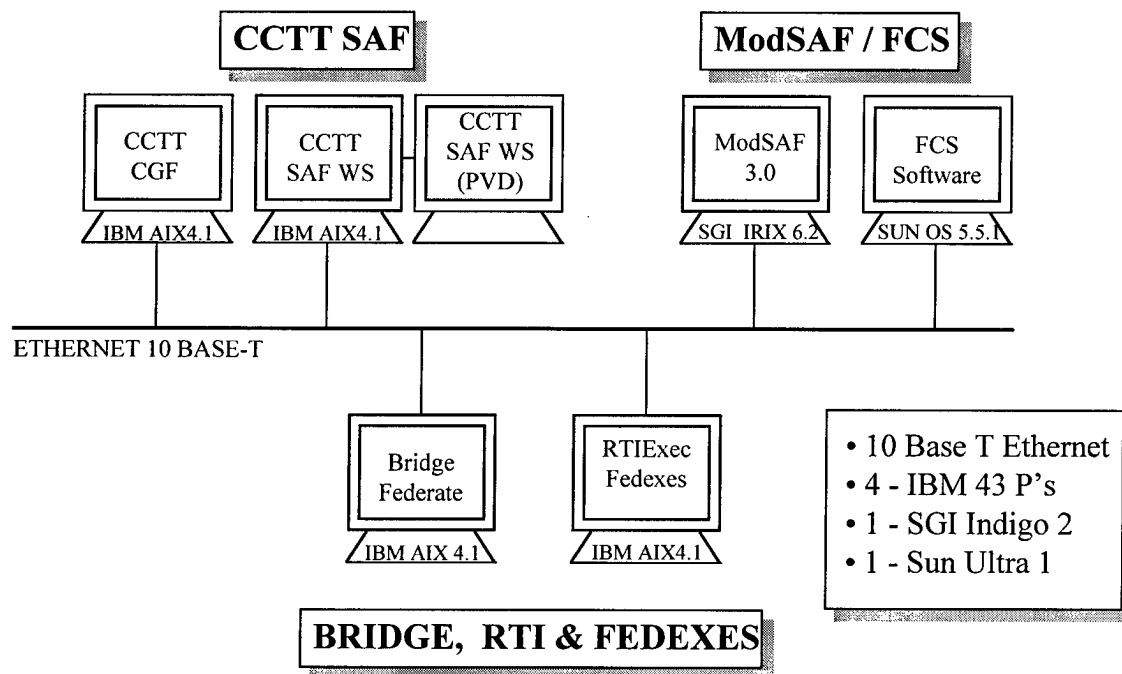 CCTT SAF
ModSAF / FCS
CCTT
CGF
IBM AIX4.1
CCTT
SAF WS
IBM AIX4.1
CCTT
SAF WS
(PVD)
ModSAF
3.0
SGI IRIX 6.2
FCS
Software
SUN OS 5.5.1
ETHERNET 10 BASE-T
Bridge
Federate
IBM AIX 4.1
RTIExec
Fedexes
IBM AIX4.1
• 10 Base T Ethernet
• 4 - IBM 43 P's
• 1 - SGI Indigo 2
• 1 - Sun Ultra 1
BRIDGE, RTI & FEDEXES